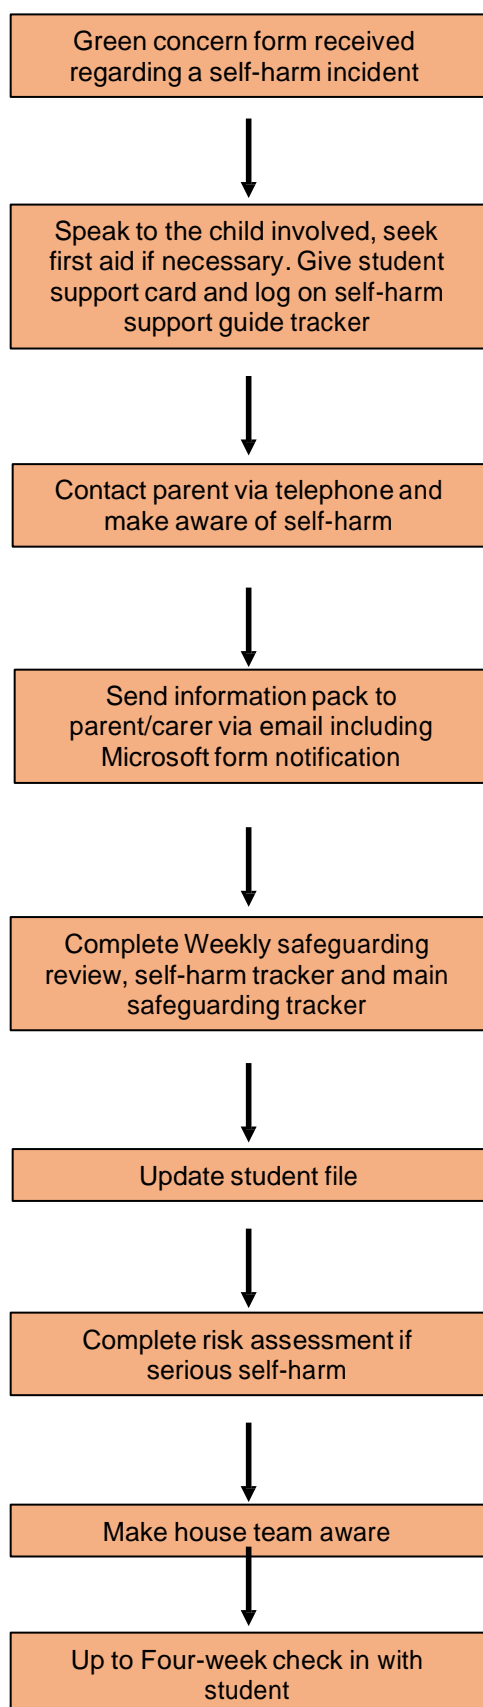 Green concern form received
regarding a self-harm incident
Speak to the child involved, seek
first aid if necessary. Give student
support card and log on self-harm
support guide tracker
Contact parent via telephone and
make aware of self-harm
Send information pack to
parent/carer via email including
Microsoft form notification
Complete Weekly safeguarding
review, self-harm tracker and main
safeguarding tracker
Update student file
Complete risk assessment if
serious self-harm
Make house team aware
Up to Four-week check in with
student